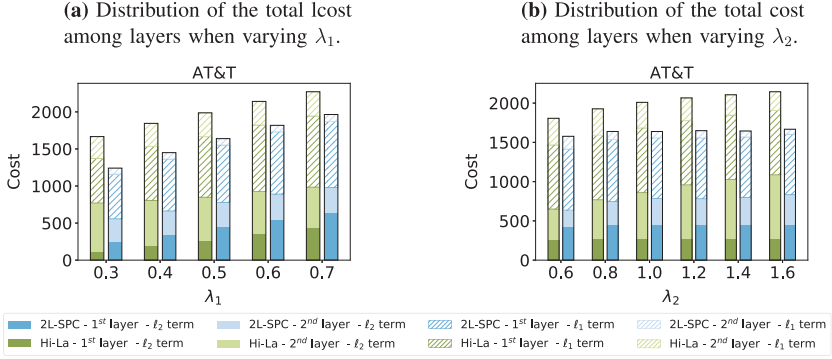 (a) Distribution of the total lcost
among layers when varying λ₁.
(b) Distribution of the total cost
among layers when varying λ₂.
AT&T
Cost
2000
1500
1000
500
0
0.3 0.4 0.5 0.6 0.7
λ₁
AT&T
Cost
2000
1500
1000
500
0
0.6 0.8 1.0 1.2 1.4 1.6
λ₂
2L-SPC - 1ˢᵗ layer - ℓ₂ term
2L-SPC - 2ⁿᵈ layer - ℓ₂ term
2L-SPC - 1ˢᵗ layer - ℓ₁ term
2L-SPC - 2ⁿᵈ layer - ℓ₁ term
Hi-La - 1ˢᵗ layer - ℓ₂ term
Hi-La - 2ⁿᵈ layer - ℓ₂ term
Hi-La - 1ˢᵗ layer - ℓ₁ term
Hi-La - 2ⁿᵈ layer - ℓ₁ term